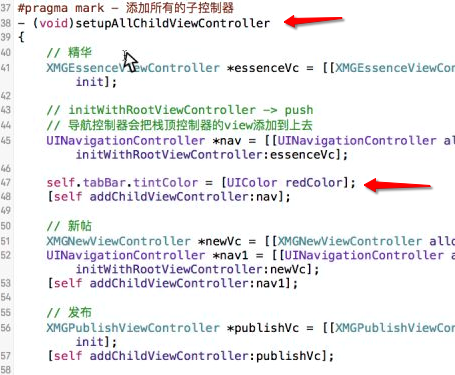 37 #pragma mark - 添加所有的子控制器
38 - (void)setupAllChildViewController
39 {
40 // 精华
41 XMGEssenceViewController *essenceVc = [[XMGEssenceViewController
init];
42
43 // initWithRootViewController -> push
44 // 导航控制器会把栈顶控制器的view添加到上去
45 UINavigationController *nav = [[UINavigationController al
initWithRootViewController:essenceVc];
46
47 self.tabBar.tintColor = [UIColor redColor];
48 [self addChildViewController:nav];
49
50 // 新帖
51 XMGNewViewController *newVc = [[XMGNewViewController allo
52 UINavigationController *nav1 = [[UINavigationController a
initWithRootViewController:newVc];
53 [self addChildViewController:nav1];
54
55 // 发布
56 XMGPublishViewController *publishVc = [[XMGPublishViewCon
init];
57 [self addChildViewController:publishVc];
58